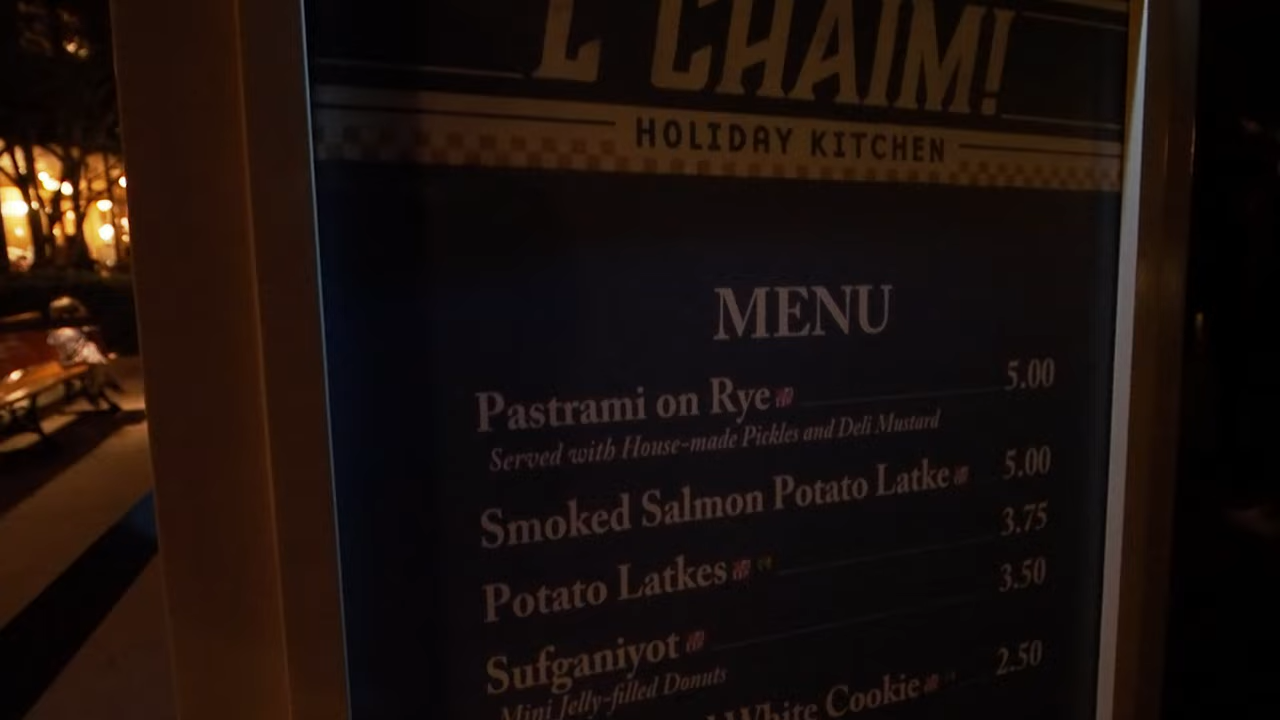 L'CHAIM!
HOLIDAY KITCHEN
MENU
Pastrami on Rye 5.00
Served with House-made Pickles and Deli Mustard
Smoked Salmon Potato Latke 5.00
Potato Latkes 3.75
Sufganiyot 3.50
Mini Jelly-filled Donuts
White Cookie 2.50